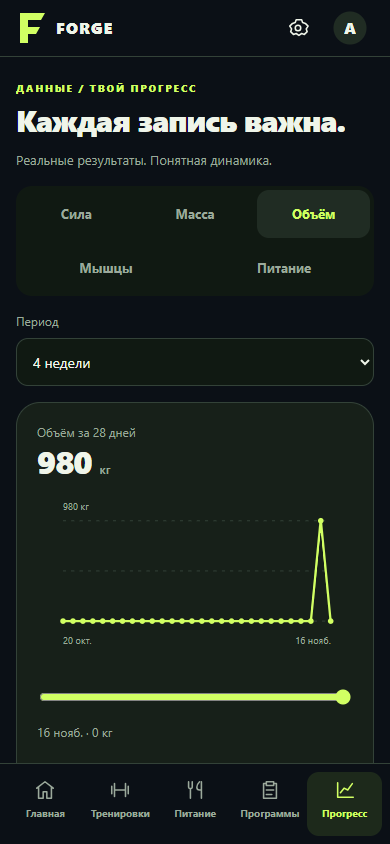 FORGE
A
ДАННЫЕ / ТВОЙ ПРОГРЕСС
Каждая запись важна.
Реальные результаты. Понятная динамика.
Сила Масса Объём
Мышцы Питание
Период
4 недели
Объём за 28 дней
980 кг
980 кг
20 окт. 16 нояб.
16 нояб. · 0 кг
Главная Тренировки Питание Программы Прогресс